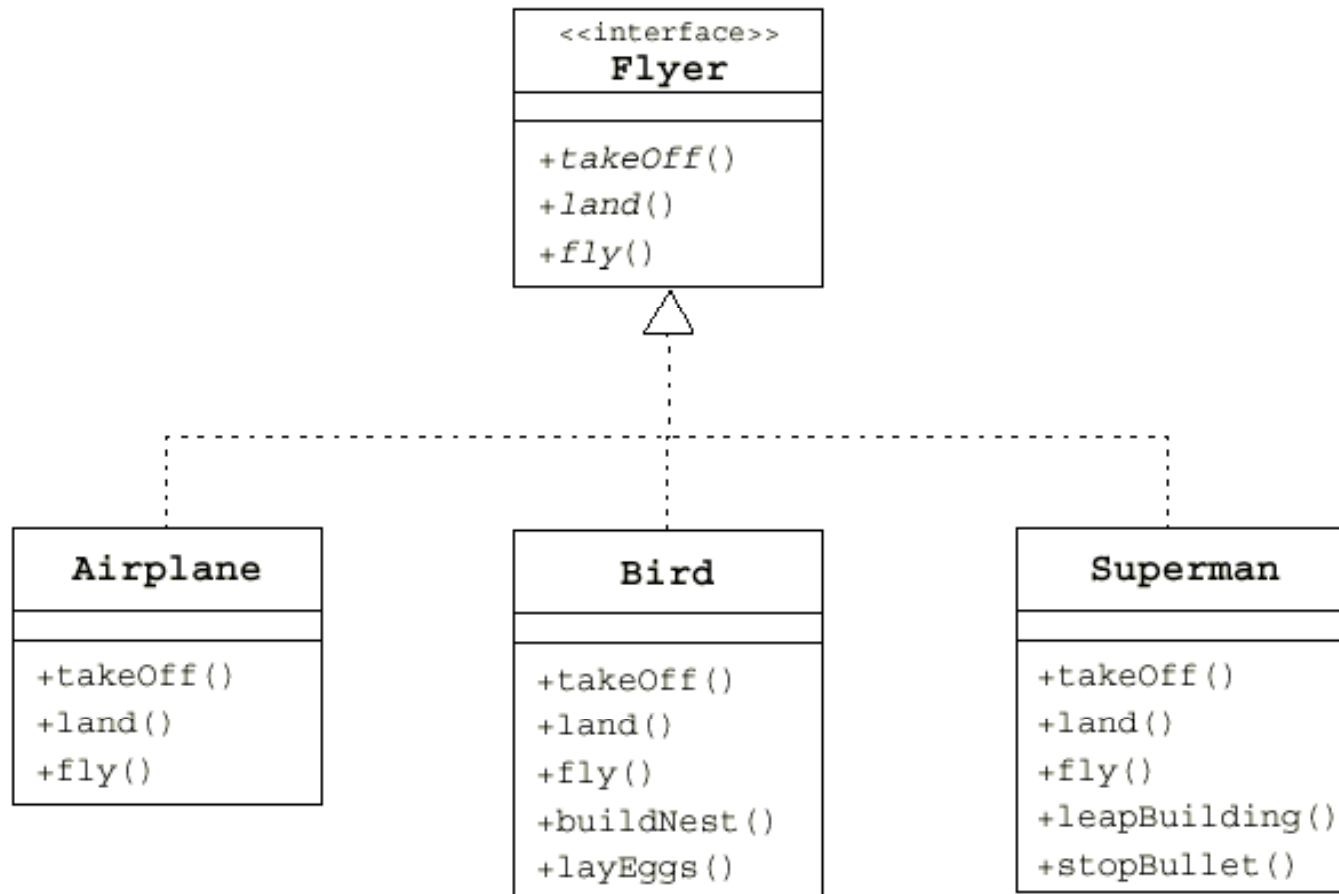 <<interface>>
Flyer
+takeOff()
+land()
+fly()
Airplane
+takeOff()
+land()
+fly()
Bird
+takeOff()
+land()
+fly()
+buildNest()
+layEggs()
Superman
+takeOff()
+land()
+fly()
+leapBuilding()
+stopBullet()